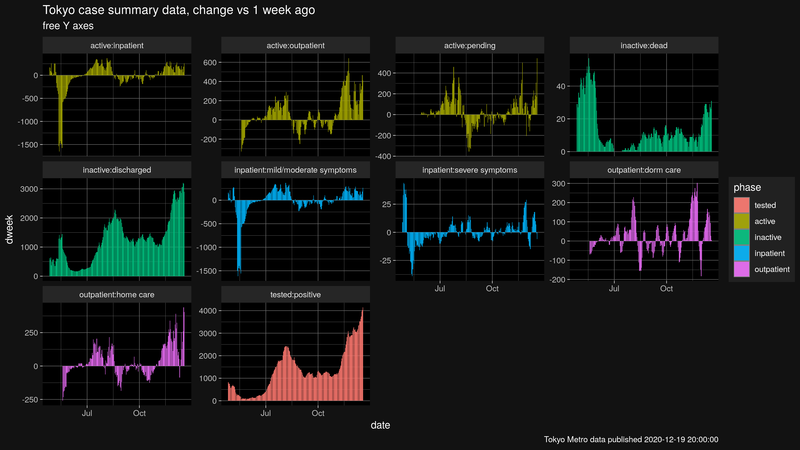 Tokyo case summary data, change vs 1 week ago
free Y axes
active:inpatient
active:outpatient
active:pending
inactive:dead
0
-500
-1000
-1500
600
400
200
0
-200
400
200
0
-200
-400
40
20
0
inactive:discharged
inpatient:mild/moderate symptoms
inpatient:severe symptoms
outpatient:dorm care
3000
2000
1000
0
0
-500
-1000
-1500
25
0
-25
300
200
100
0
-100
-200
Jul
Oct
Jul
Oct
outpatient:home care
tested:positive
250
0
-250
4000
3000
2000
1000
0
Jul
Oct
Jul
Oct
dweek
date
phase
tested
active
inactive
inpatient
outpatient
Tokyo Metro data published 2020-12-19 20:00:00